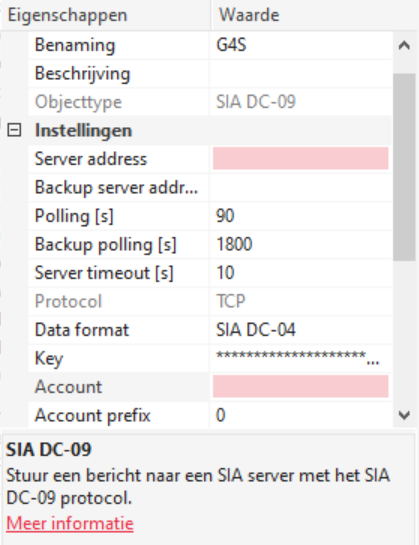 Eigenschappen Waarde
Benaming G4S
Beschrijving
Objecttype SIA DC-09
Instellingen
Server address
Backup server addr...
Polling [s] 90
Backup polling [s] 1800
Server timeout [s] 10
Protocol TCP
Data format SIA DC-04
Key ********************...
Account
Account prefix 0
SIA DC-09
Stuur een bericht naar een SIA server met het SIA
DC-09 protocol.
Meer informatie